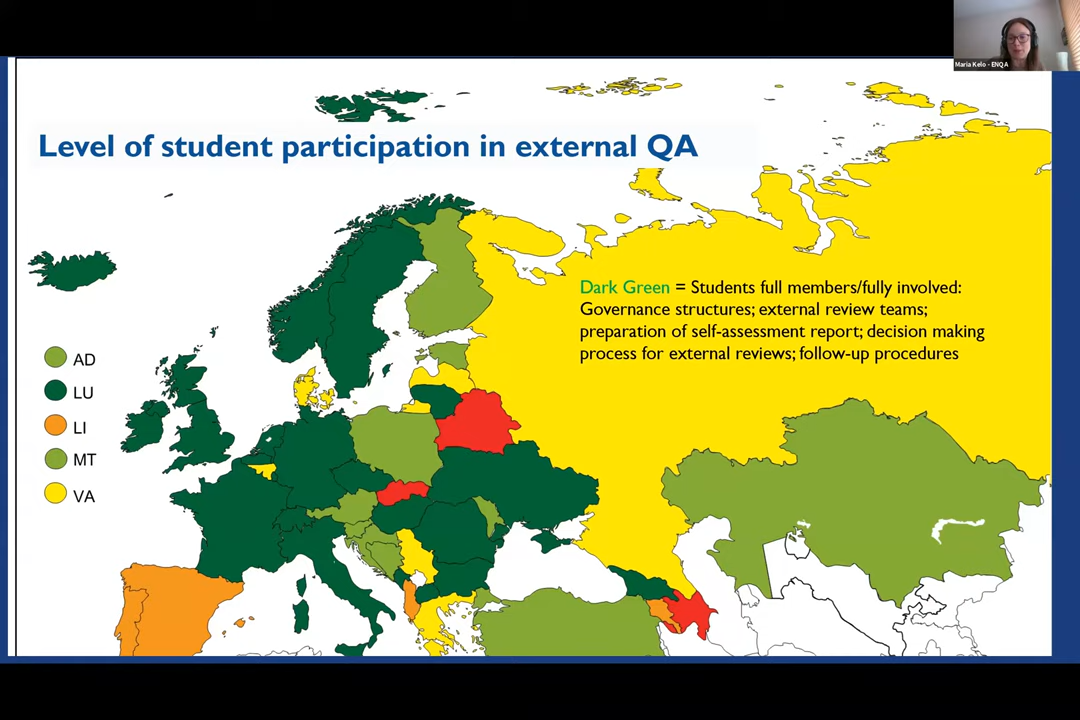 Maria Kelo - ENQA
Level of student participation in external QA
Dark Green = Students full members/fully involved:
Governance structures; external review teams;
preparation of self-assessment report; decision making
process for external reviews; follow-up procedures
AD
LU
LI
MT
VA